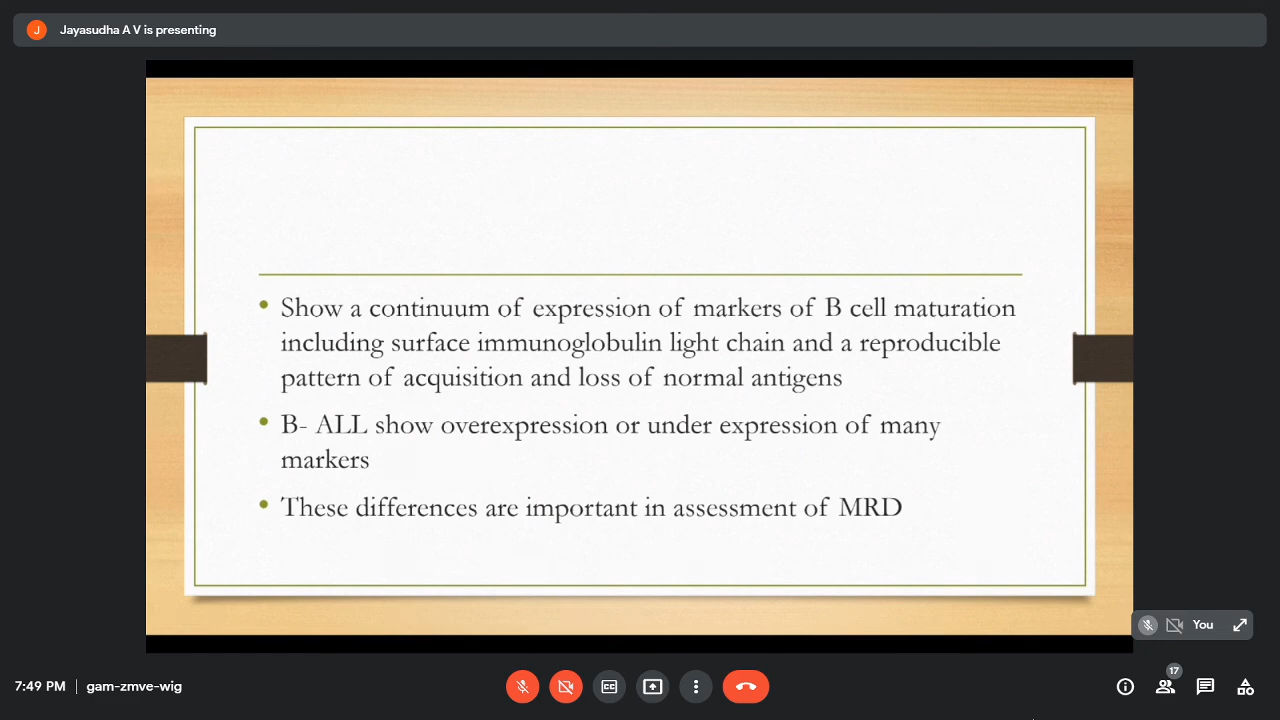 J
Jayasudha A V is presenting
• Show a continuum of expression of markers of B cell maturation
including surface immunoglobulin light chain and a reproducible
pattern of acquisition and loss of normal antigens
• B- ALL show overexpression or under expression of many
markers
• These differences are important in assessment of MRD
You
17
7:49 PM | gam-zmve-wig
CC